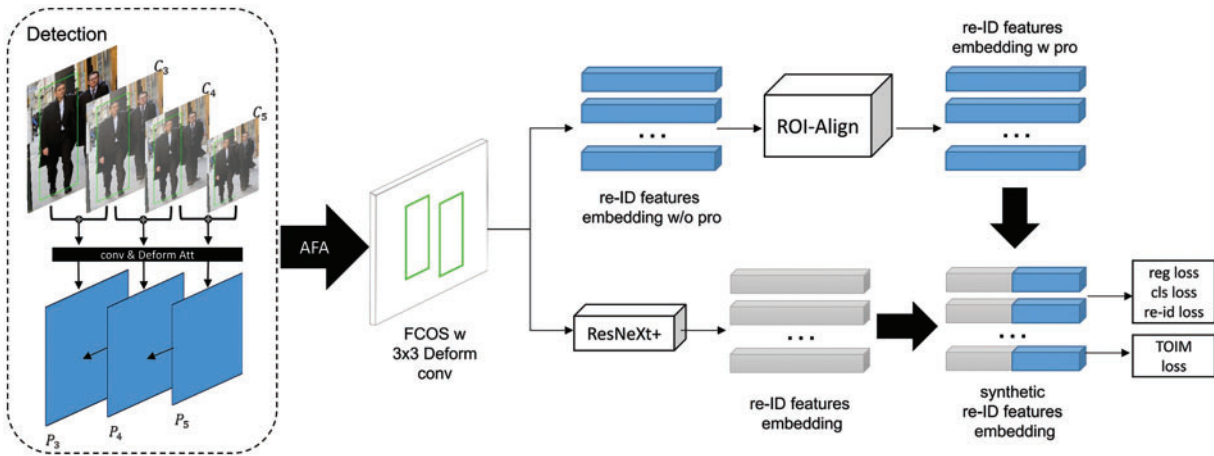 Detection
C₃
C₄
C₅
conv & Deform Att
P₃
P₄
P₅
AFA
FCOS w
3x3 Deform
conv
re-ID features
embedding w/o pro
ROI-Align
re-ID features
embedding w pro
ResNeXt+
re-ID features
embedding
synthetic
re-ID features
embedding
reg loss
cls loss
re-id loss
TOIM
loss